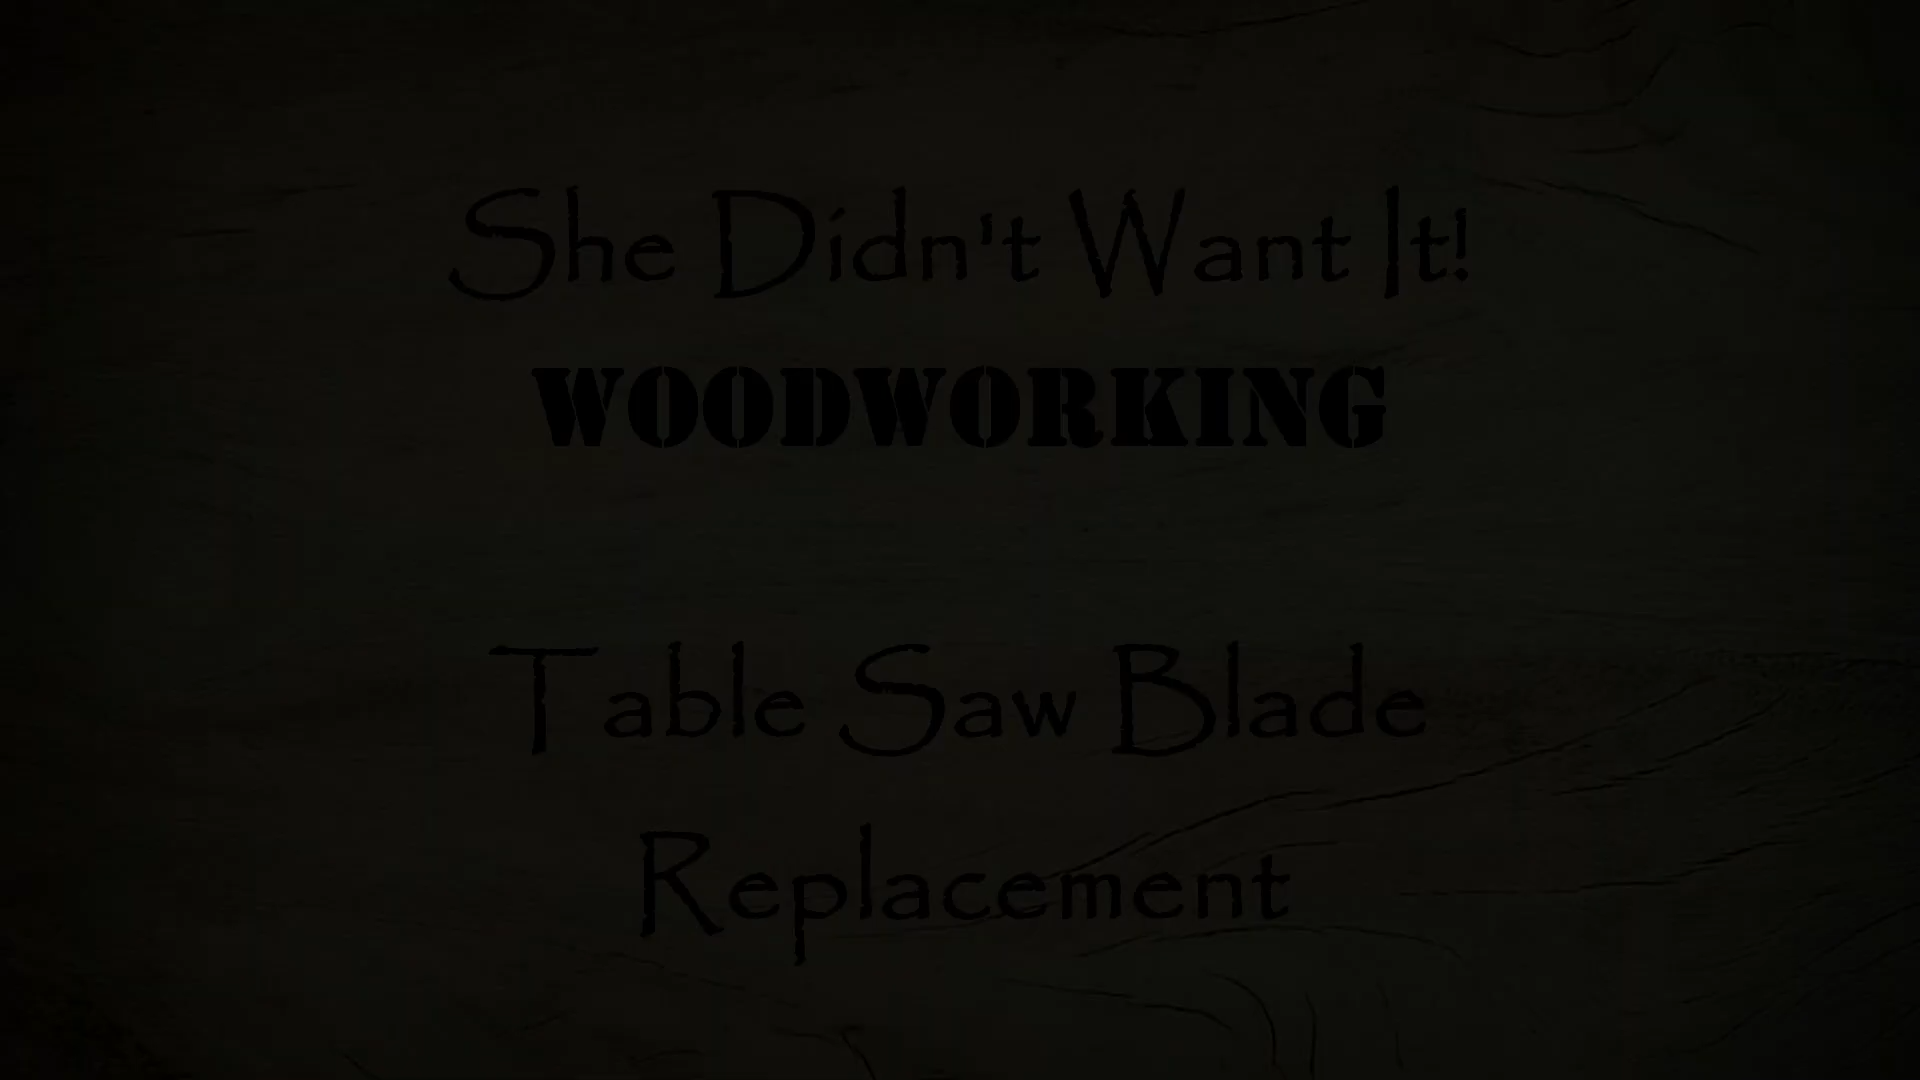 She Didn't Want It!
WOODWORKING
Table Saw Blade
Replacement